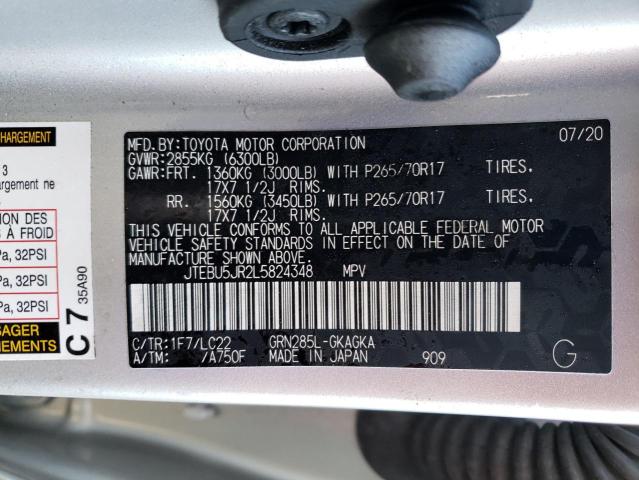 MFD.BY:TOYOTA MOTOR CORPORATION 07/20
GVWR:2855KG (6300LB)
GAWR:FRT. 1360KG (3000LB) WITH P265/70R17 TIRES.
17X7 1/2J RIMS.
RR. 1560KG (3450LB) WITH P265/70R17 TIRES.
17X7 1/2J RIMS.
THIS VEHICLE CONFORMS TO ALL APPLICABLE FEDERAL MOTOR
VEHICLE SAFETY STANDARDS IN EFFECT ON THE DATE OF
MANUFACTURE SHOWN ABOVE.
JTEBU5JR2L5824348 MPV
C/TR:1F7/LC22 GRN285L-GKAGKA
A/TM: /A750F MADE IN JAPAN 909 G
CHARGEMENT
3
hargement ne
ION DES
À FROID
Pa, 32PSI
Pa, 32PSI
Pa, 32PSI
AGER
NEMENTS
C 7 35A90